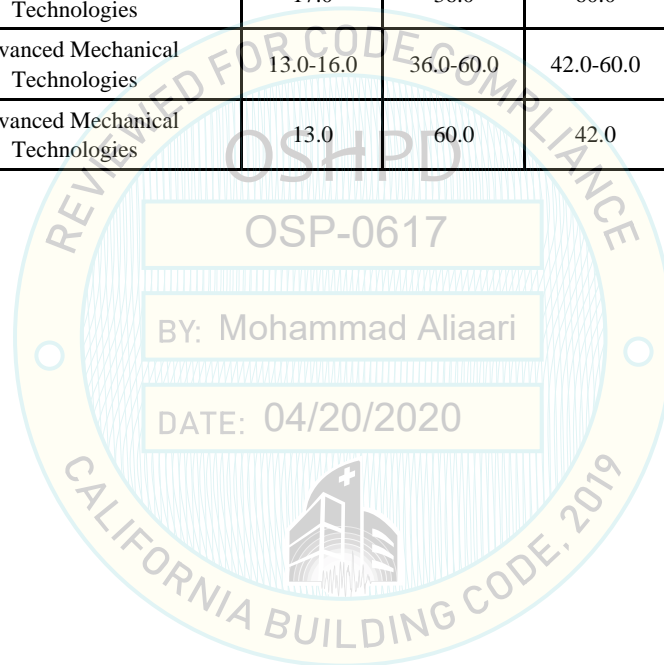 Technologies
Mechanical 13.0-16.0 36.0-60.0 42.0-60.0
Technologies
Mechanical 13.0 60.0 42.0
Technologies
REVIEWED FOR CODE COMPLIANCE
OSHPD
OSP-0617
BY: Mohammad Aliaari
DATE: 04/20/2020
CALIFORNIA BUILDING CODE, 2019